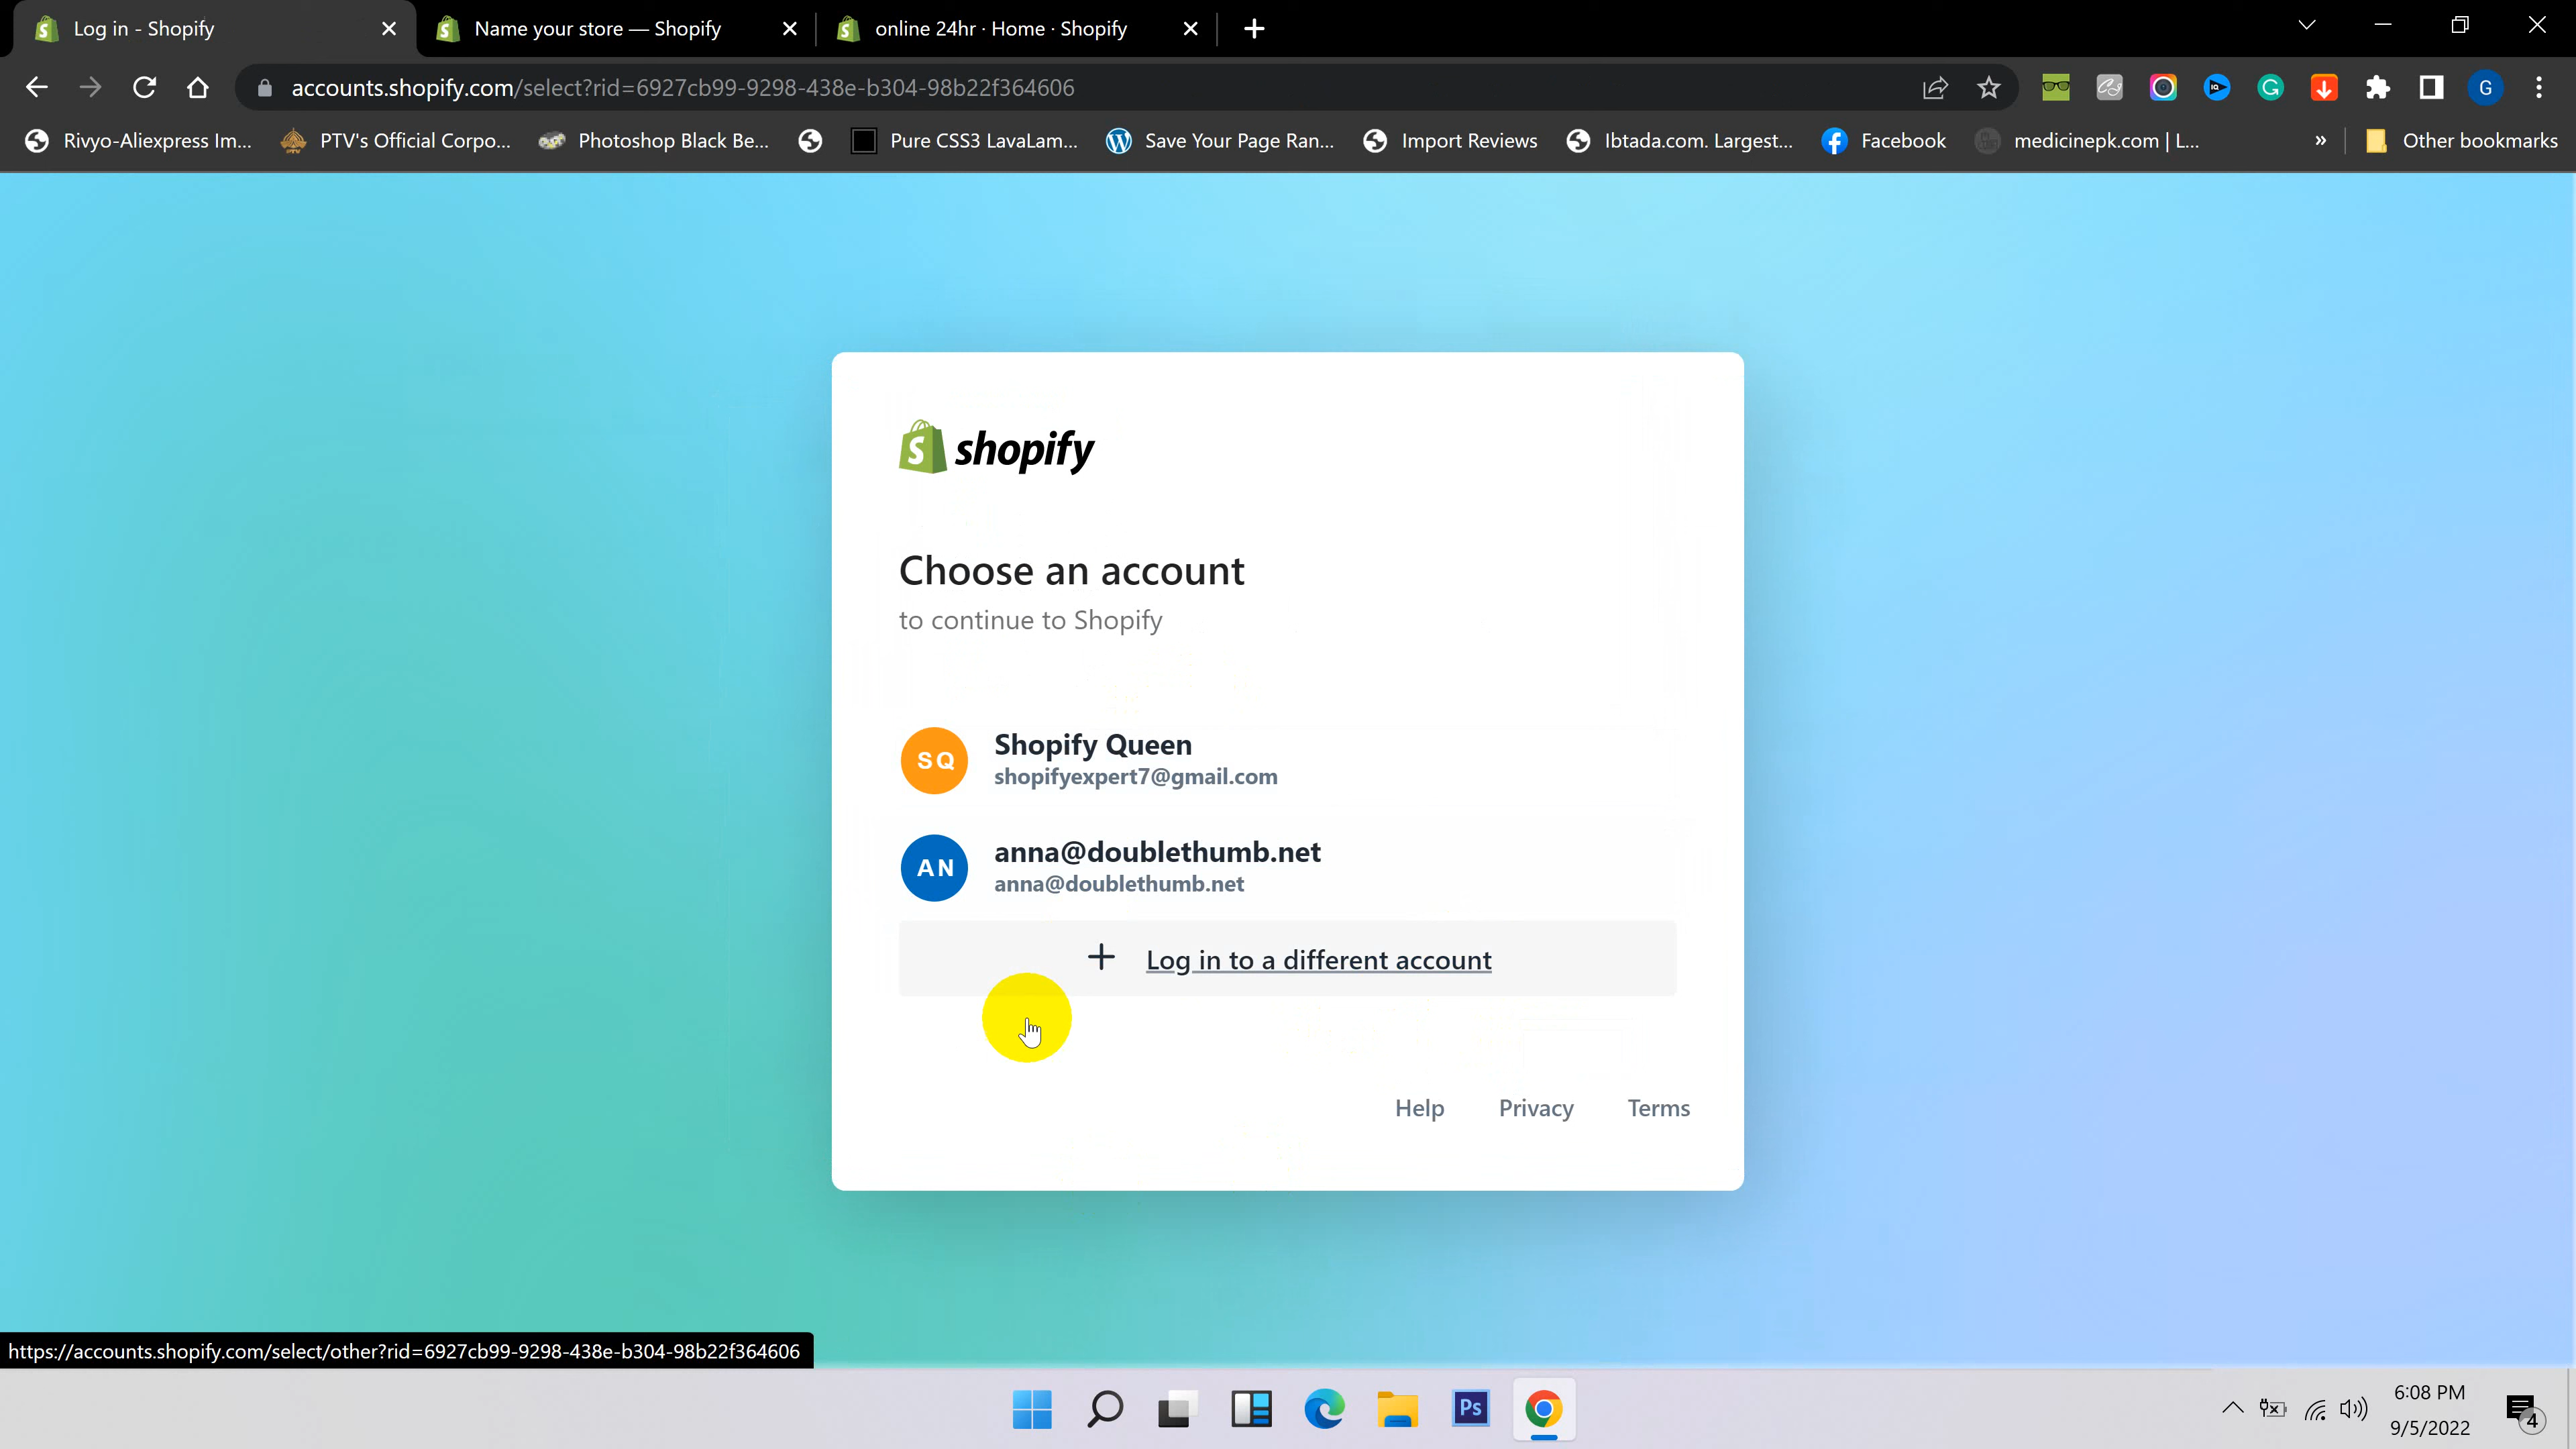 Log in - Shopify
Name your store — Shopify
online 24hr · Home · Shopify
accounts.shopify.com/select?rid=6927cb99-9298-438e-b304-98b22f364606
G
Rivyo-Aliexpress Im...
PTV's Official Corpo...
Photoshop Black Be...
Pure CSS3 LavaLam...
Save Your Page Ran...
Import Reviews
Ibtada.com. Largest...
Facebook
medicinepk.com | L...
»
Other bookmarks
shopify
Choose an account
to continue to Shopify
SQ
Shopify Queen
shopifyexpert7@gmail.com
AN
anna@doublethumb.net
anna@doublethumb.net
+ Log in to a different account
Help Privacy Terms
https://accounts.shopify.com/select/other?rid=6927cb99-9298-438e-b304-98b22f364606
Ps
6:08 PM
9/5/2022
4